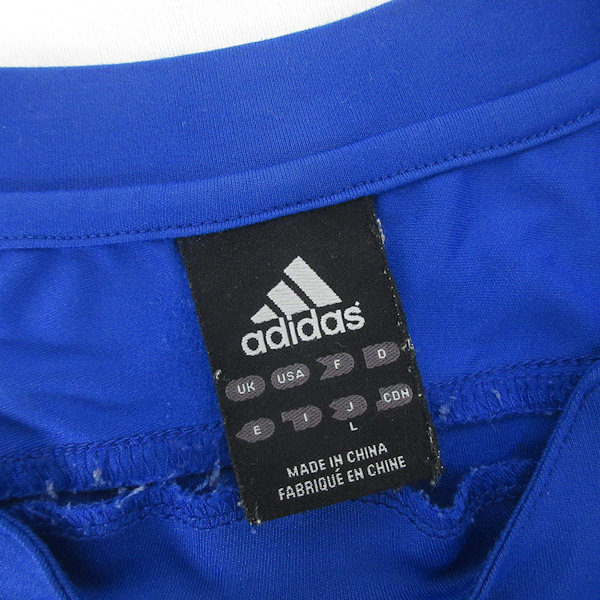 adidas
UK USA F D
E I J CDN
L
MADE IN CHINA
FABRIQUÉ EN CHINE